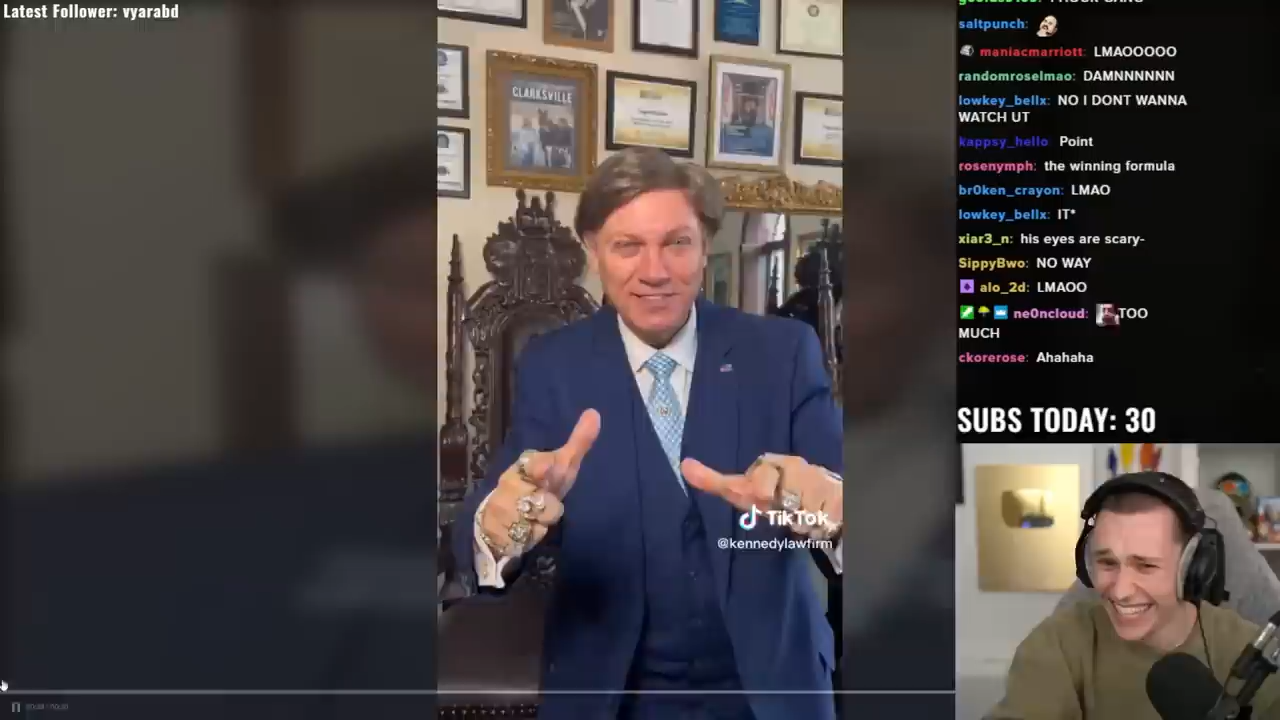 Latest Follower: vyarabd
CLARKSVILLE
TikTok
@kennedylawfirm
saltpunch:
maniacmarriott: LMAOOOOO
randomroselmao: DAMNNNNNN
lowkey_bellx: NO I DONT WANNA
WATCH UT
kappsy_hello: Point
rosenymph: the winning formula
br0ken_crayon: LMAO
lowkey_bellx: IT*
xiar3_n: his eyes are scary-
SippyBwo: NO WAY
alo_2d: LMAOO
ne0ncloud: TOO
MUCH
ckorerose: Ahahaha
SUBS TODAY: 30